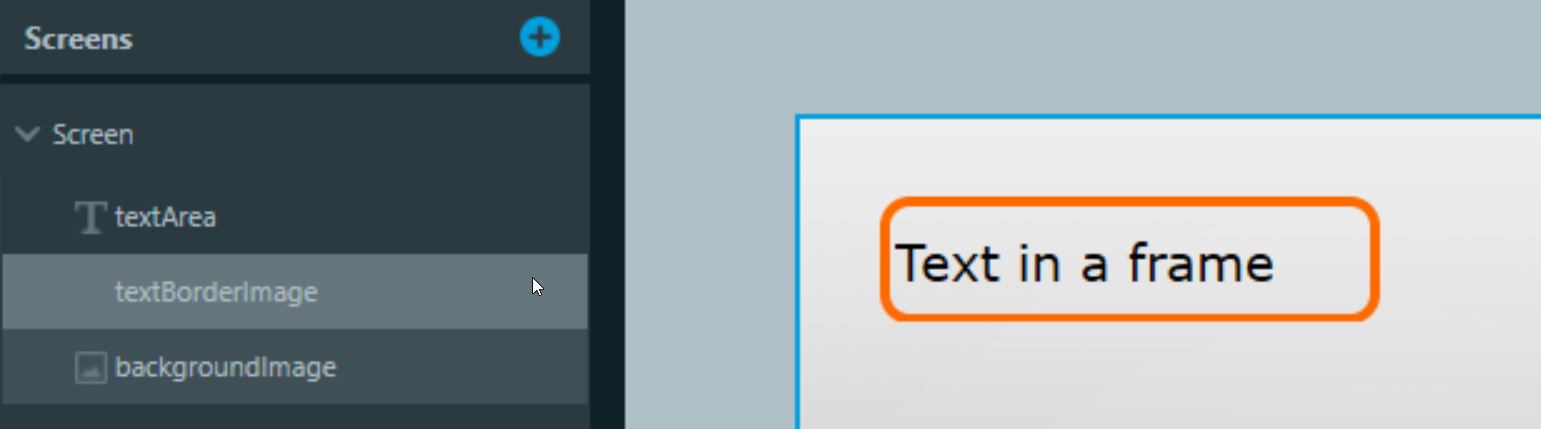 Screens
Screen
textArea
textBorderImage
backgroundImage
Text in a frame